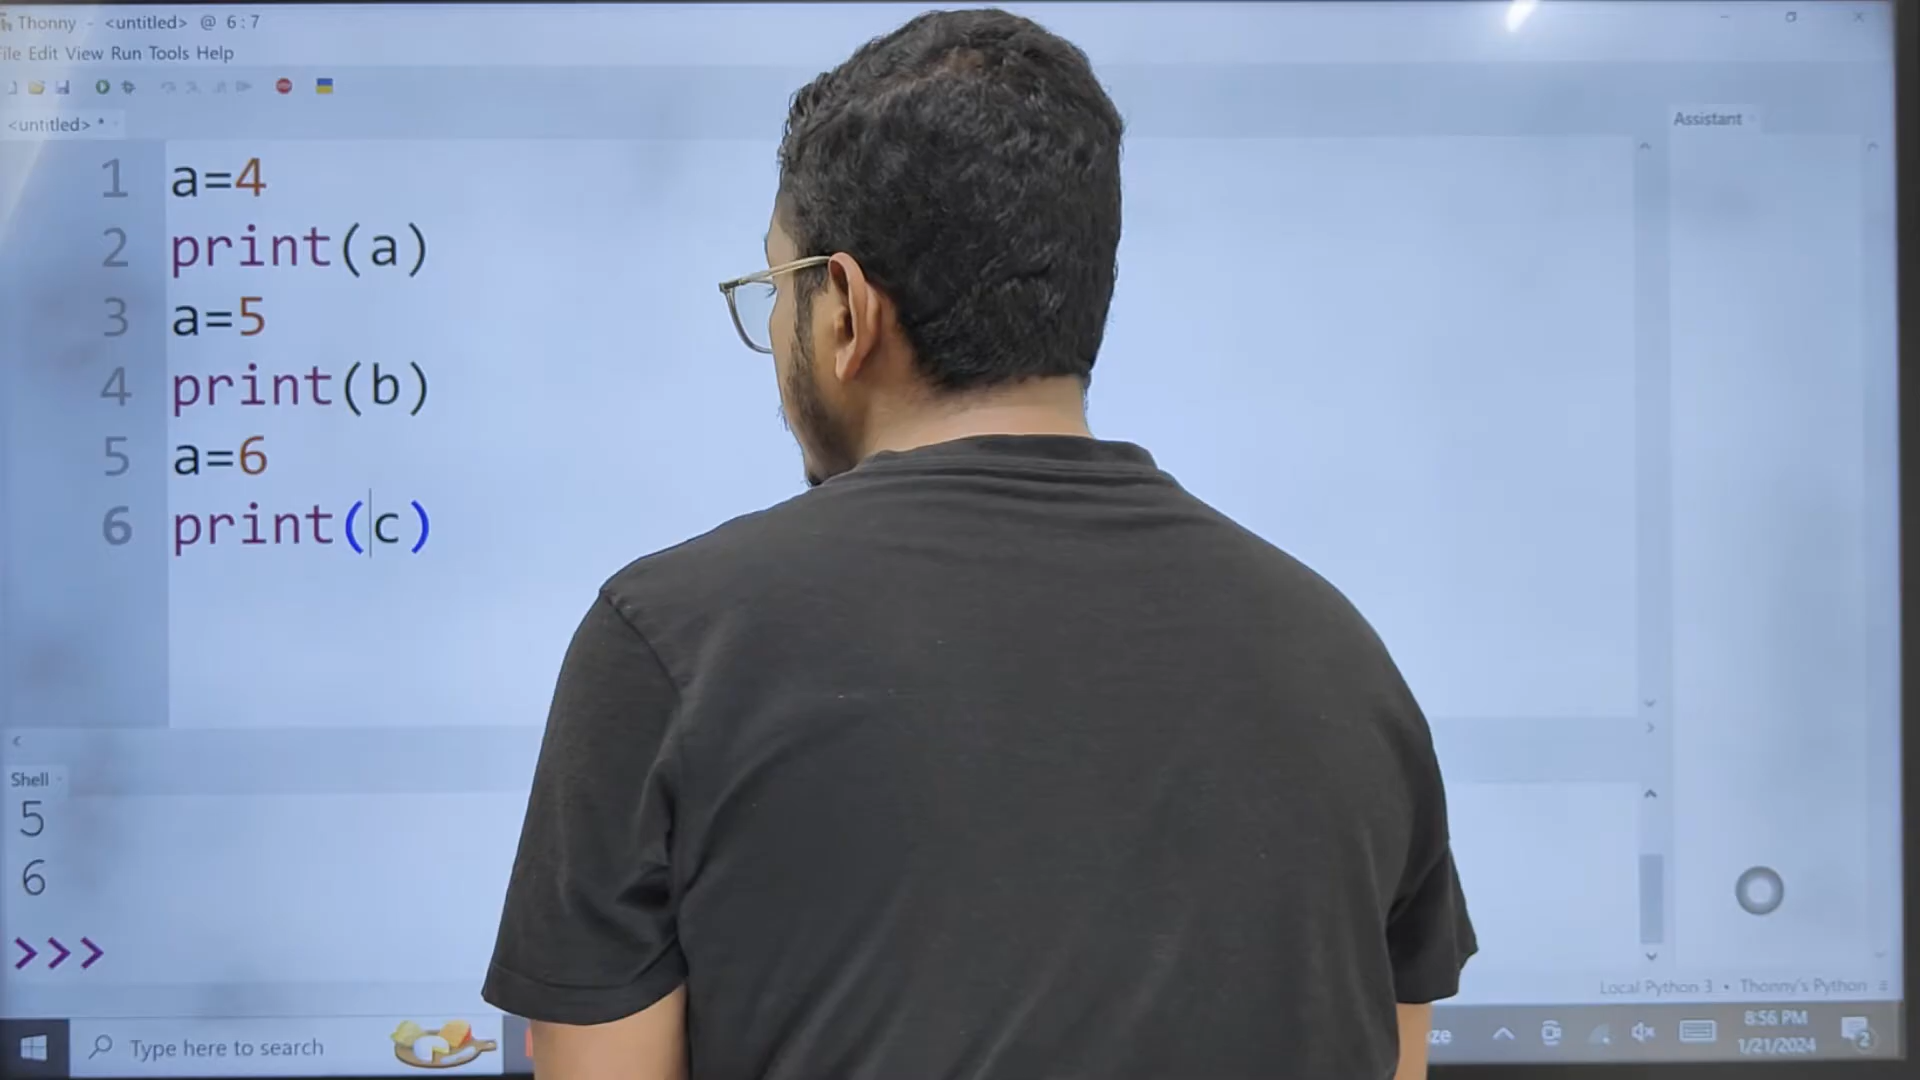 Thonny - <untitled> @ 6:7
File Edit View Run Tools Help
<untitled> *
Assistant
1 a=4
2 print(a)
3 a=5
4 print(b)
5 a=6
6 print(c)
Shell
5
6
>>>
Local Python 3 • Thonny's Python
Type here to search
8:56 PM
1/21/2024
2